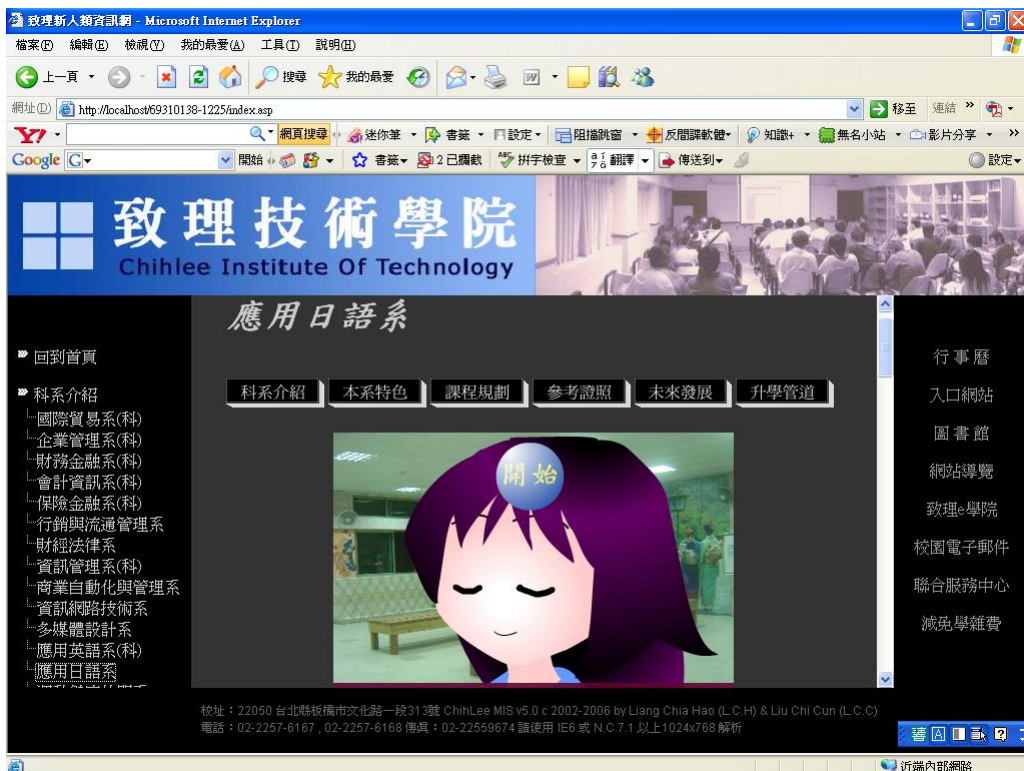 致理新人類資訊網 - Microsoft Internet Explorer
檔案(F) 編輯(E) 檢視(V) 我的最愛(A) 工具(T) 說明(H)
上一頁 搜尋 我的最愛
網址(D) http://localhost/69310138-1225/index.asp 移至 連結
Y7 網頁搜尋 迷你筆 書籤 設定 阻擋跳窗 反間諜軟體 知識+ 無名小站 影片分享
Google G 開始 書籤 2 已攔截 拼字檢查 翻譯 傳送到 設定
致理技術學院
Chihlee Institute Of Technology
應用日語系
科系介紹 本系特色 課程規劃 參考證照 未來發展 升學管道
開始
回到首頁
科系介紹
國際貿易系(科)
企業管理系(科)
財務金融系(科)
會計資訊系(科)
保險金融系(科)
行銷與流通管理系
財經法律系
資訊管理系(科)
商業自動化與管理系
資訊網路技術系
多媒體設計系
應用英語系(科)
應用日語系
行事曆
入口網站
圖書館
網站導覽
致理e學院
校園電子郵件
聯合服務中心
減免學雜費
校址：22050 台北縣板橋市文化路一段313號 ChihLee MIS v5.0 c 2002-2006 by Liang Chia Hao (L.C.H) & Liu Chi Cun (L.C.C)
電話：02-2257-6167 , 02-2257-6168 傳真：02-22559674 請使用 IE6 或 N.C.7.1 以上1024x768 解析
近端內部網路